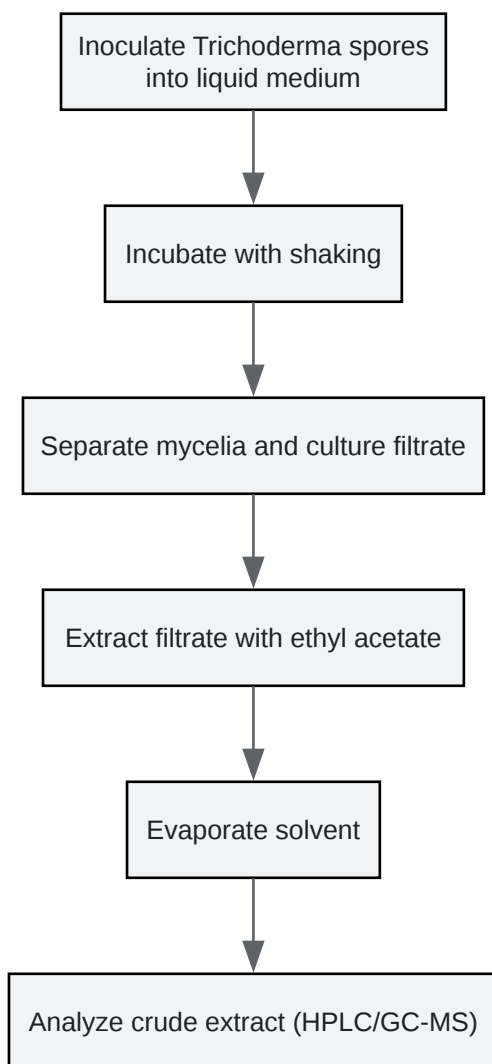 Inoculate Trichoderma spores
into liquid medium
Incubate with shaking
Separate mycelia and culture filtrate
Extract filtrate with ethyl acetate
Evaporate solvent
Analyze crude extract (HPLC/GC-MS)